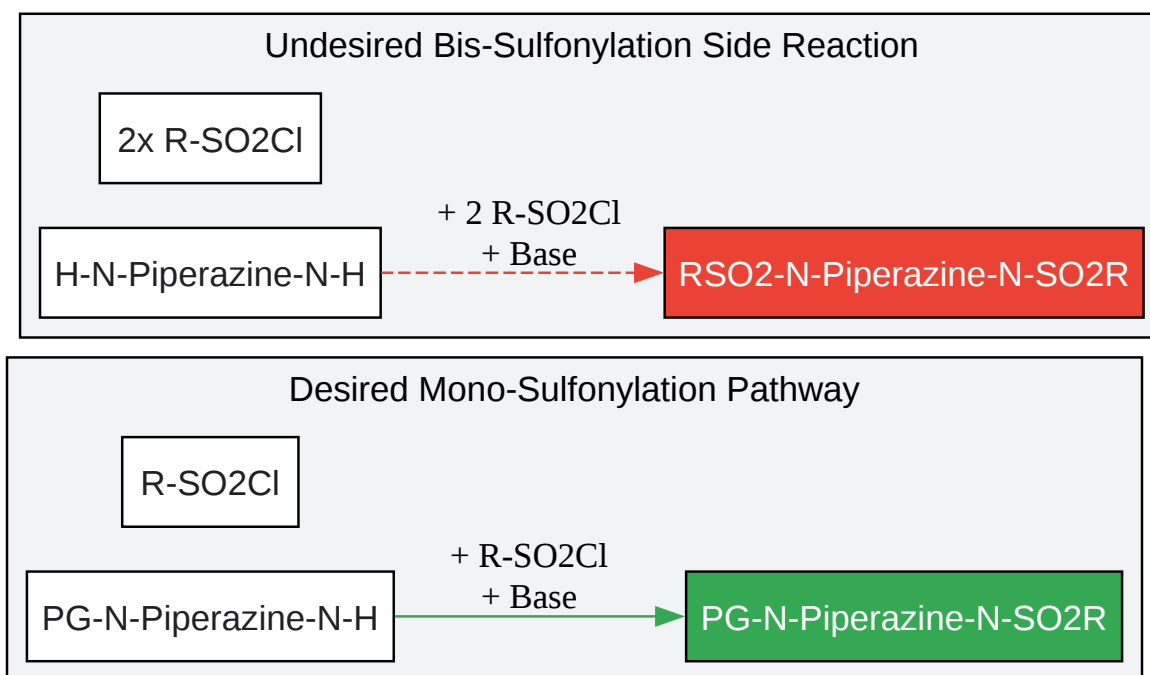 Undesired Bis-Sulfonylation Side Reaction
2x R-SO2Cl
+ 2 R-SO2Cl
+ Base
H-N-Piperazine-N-H
RSO2-N-Piperazine-N-SO2R
Desired Mono-Sulfonylation Pathway
R-SO2Cl
+ R-SO2Cl
+ Base
PG-N-Piperazine-N-H
PG-N-Piperazine-N-SO2R